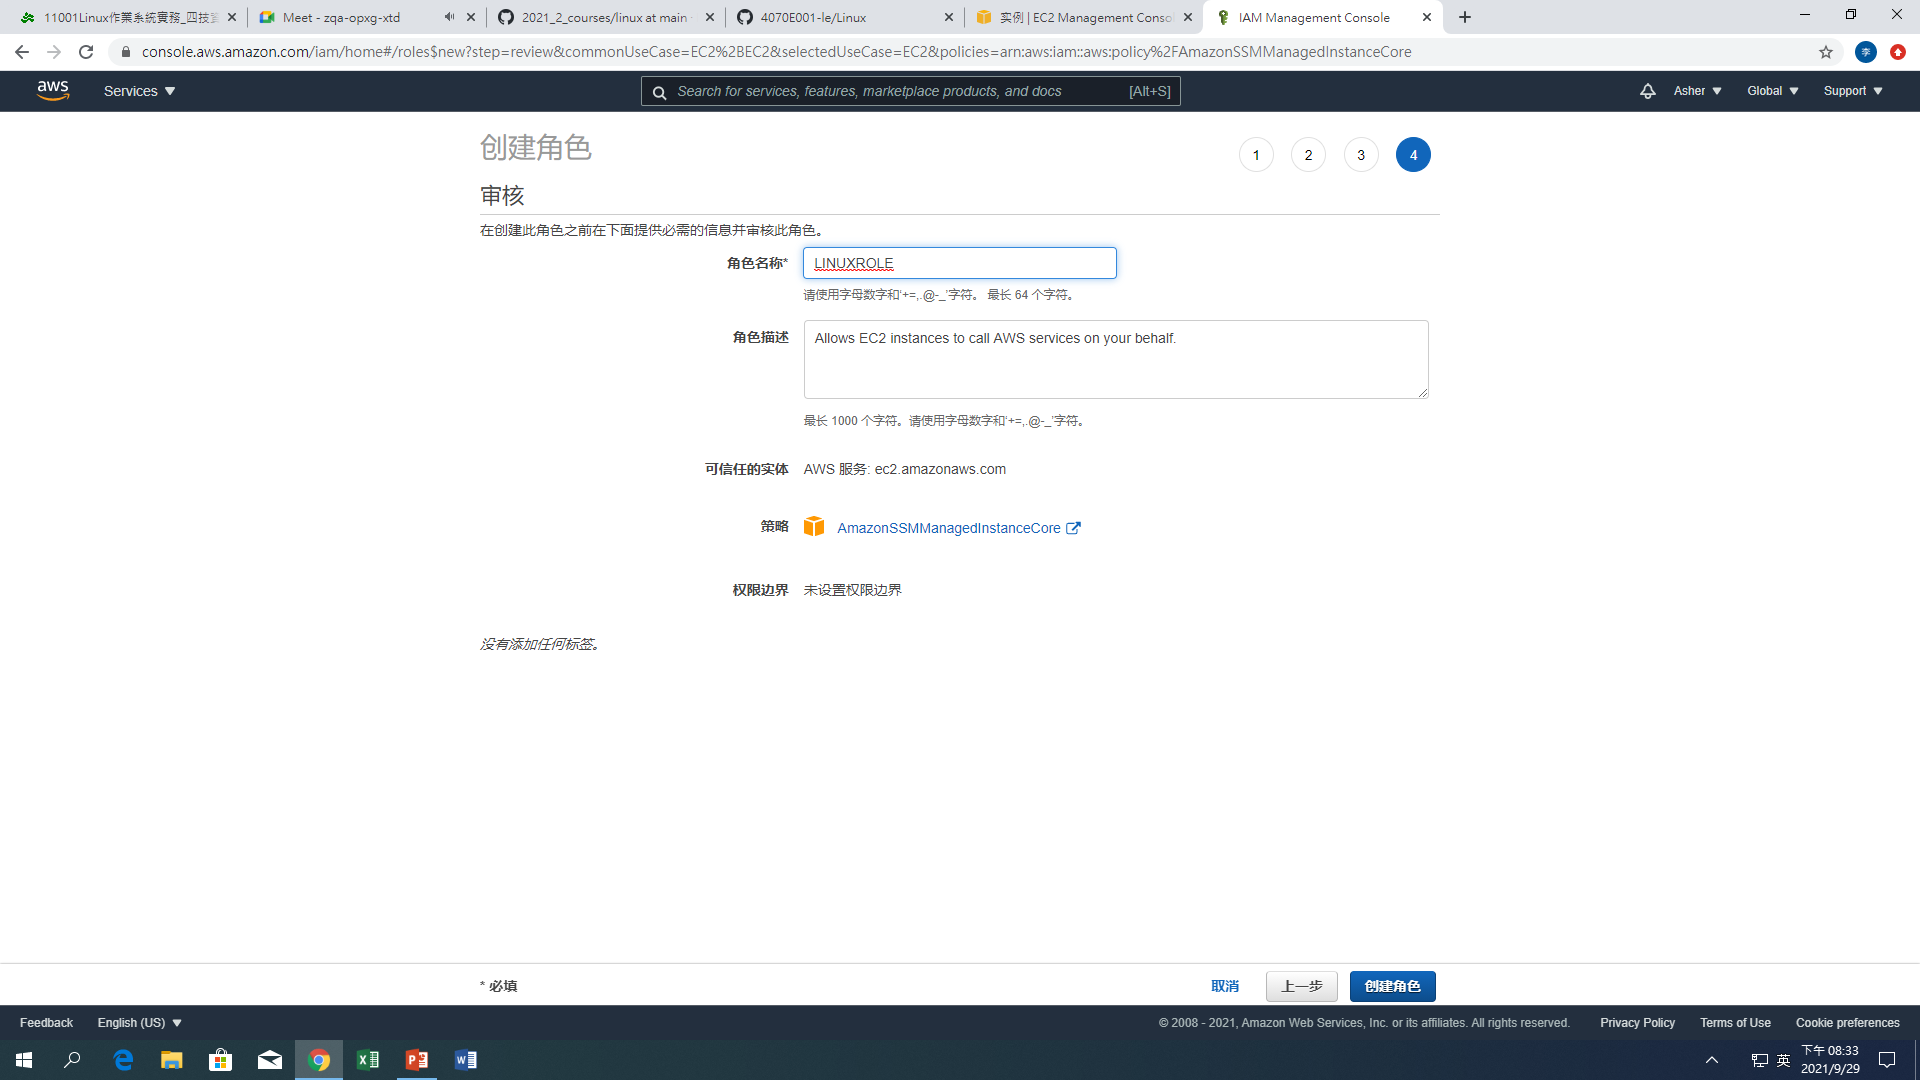 11001Linux作業系統實務_四技資
Meet - zqa-opxg-xtd
2021_2_courses/linux at main
4070E001-le/Linux
实例 | EC2 Management Conso
IAM Management Console
console.aws.amazon.com/iam/home#/roles$new?step=review&commonUseCase=EC2%2BEC2&selectedUseCase=EC2&policies=arn:aws:iam::aws:policy%2FAmazonSSMManagedInstanceCore
李
aws
Services
Search for services, features, marketplace products, and docs
[Alt+S]
Asher
Global
Support
创建角色
1
2
3
4
审核
在创建此角色之前在下面提供必需的信息并审核此角色。
角色名称* LINUXROLE
请使用字母数字和‘+=,.@-_’字符。 最长 64 个字符。
角色描述 Allows EC2 instances to call AWS services on your behalf.
最长 1000 个字符。请使用字母数字和‘+=,.@-_’字符。
可信任的实体 AWS 服务: ec2.amazonaws.com
策略 AmazonSSMManagedInstanceCore
权限边界 未设置权限边界
没有添加任何标签。
* 必填
取消
上一步
创建角色
Feedback
English (US)
© 2008 - 2021, Amazon Web Services, Inc. or its affiliates. All rights reserved.
Privacy Policy
Terms of Use
Cookie preferences
英
下午 08:33
2021/9/29